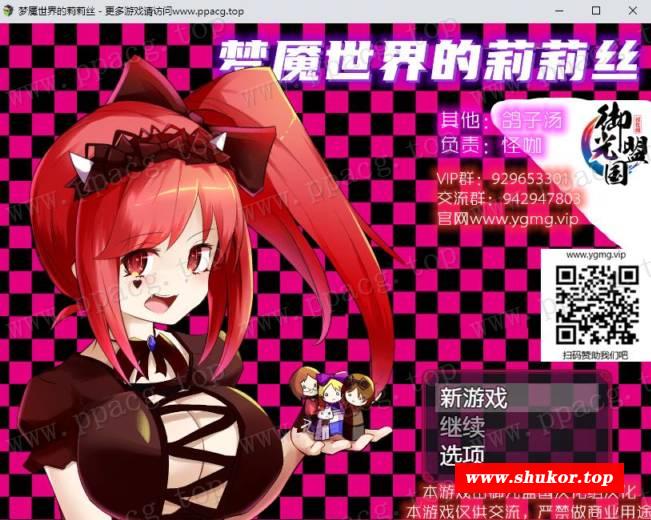 梦魇世界的莉莉丝 - 更多游戏请访问www.ppacg.top
梦魇世界的莉莉丝
其他：鸽子汤
负责：怪咖
御光盟国
VIP群：929653301
交流群：942947803
官网www.ygmg.vip
www.ygmg.vip
扫码赞助我们吧
新游戏
继续
选项
www.shukor.top
本游戏由御光盟国汉化组汉化
本游戏仅供交流，严禁做商业用途
www.ppacg.top